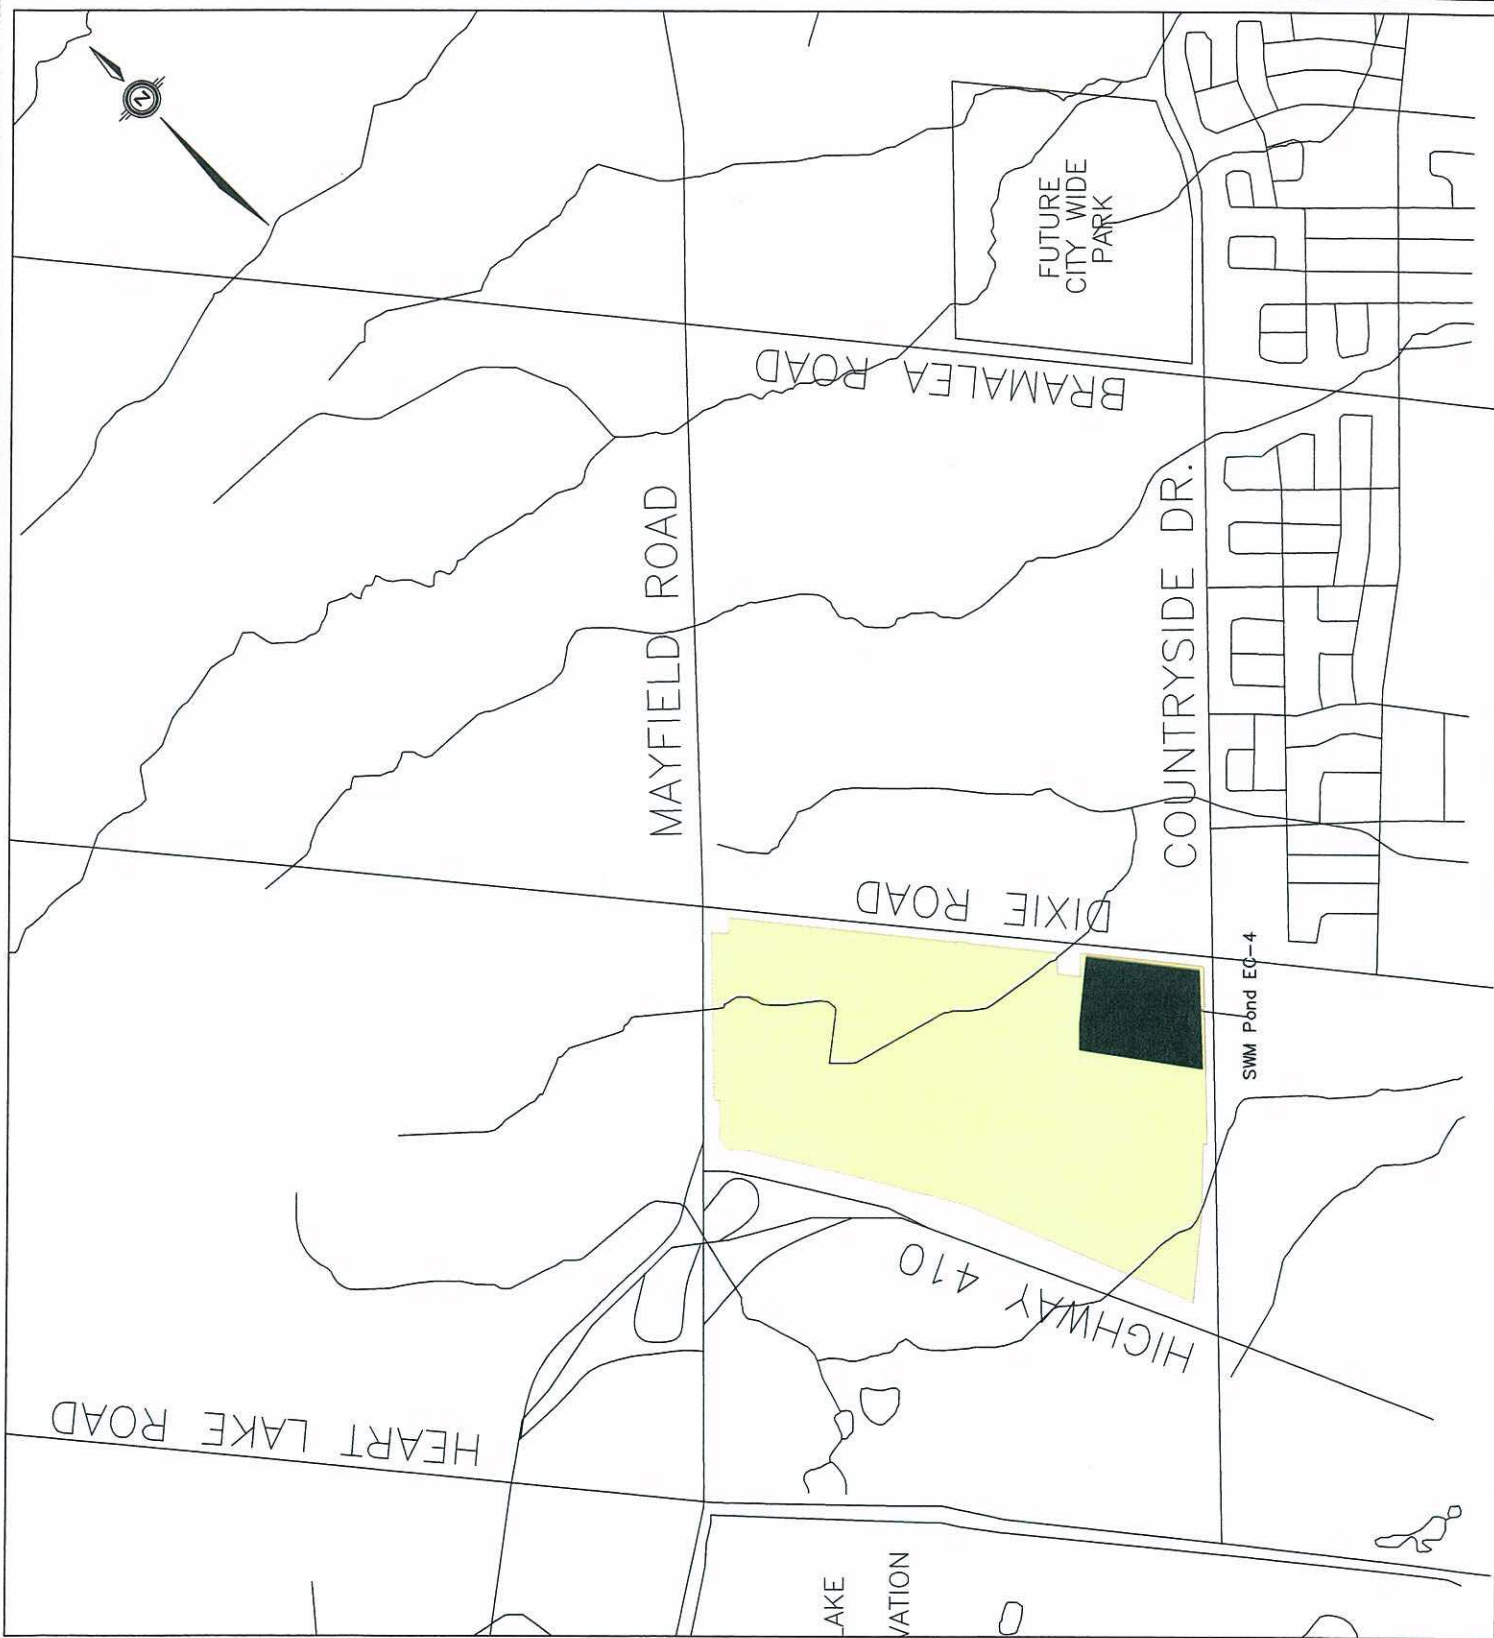 N
FUTURE
CITY WIDE
PARK
BRAMALEA ROAD
MAYFIELD ROAD
COUNTRYSIDE DR.
DIXIE ROAD
SWM Pond EC-4
HIGHWAY 410
HEART LAKE ROAD
AKE
VATION